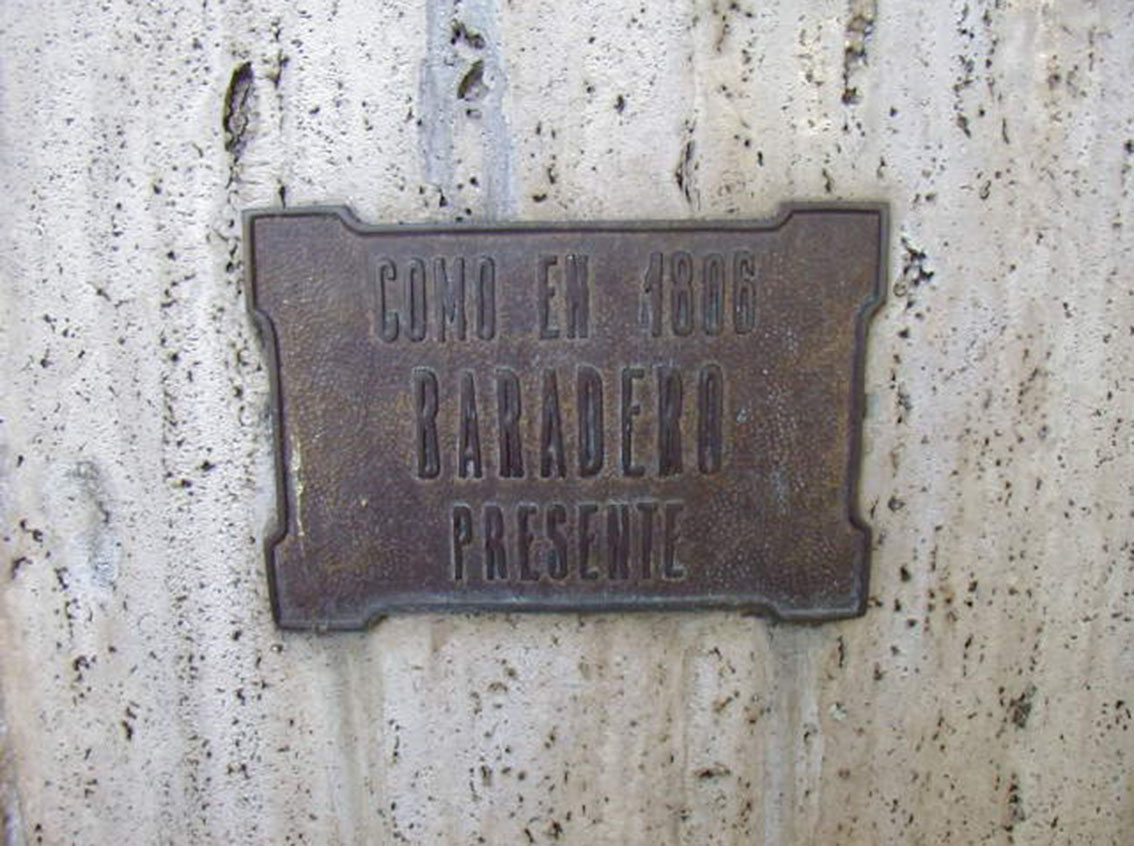 COMO EN 1806
BARADERO
PRESENTE